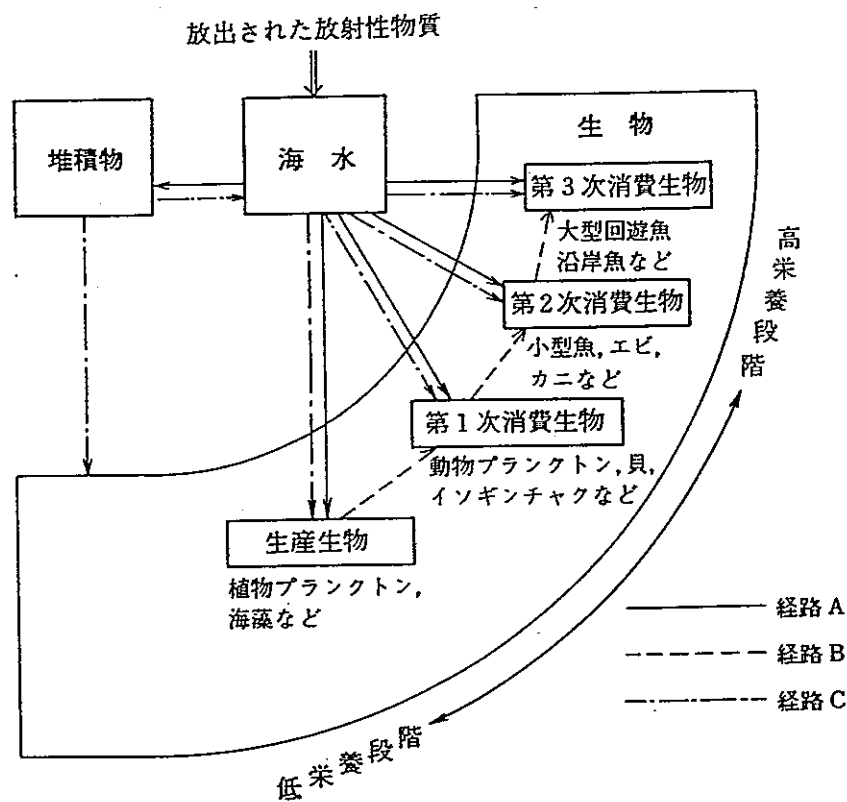 放出された放射性物質
堆積物
海水
生物
第3次消費生物
大型回遊魚
沿岸魚など
第2次消費生物
小型魚,エビ,
カニなど
第1次消費生物
動物プランクトン,貝,
イソギンチャクなど
生産生物
植物プランクトン,
海藻など
高栄養段階
低栄養段階
経路A
経路B
経路C